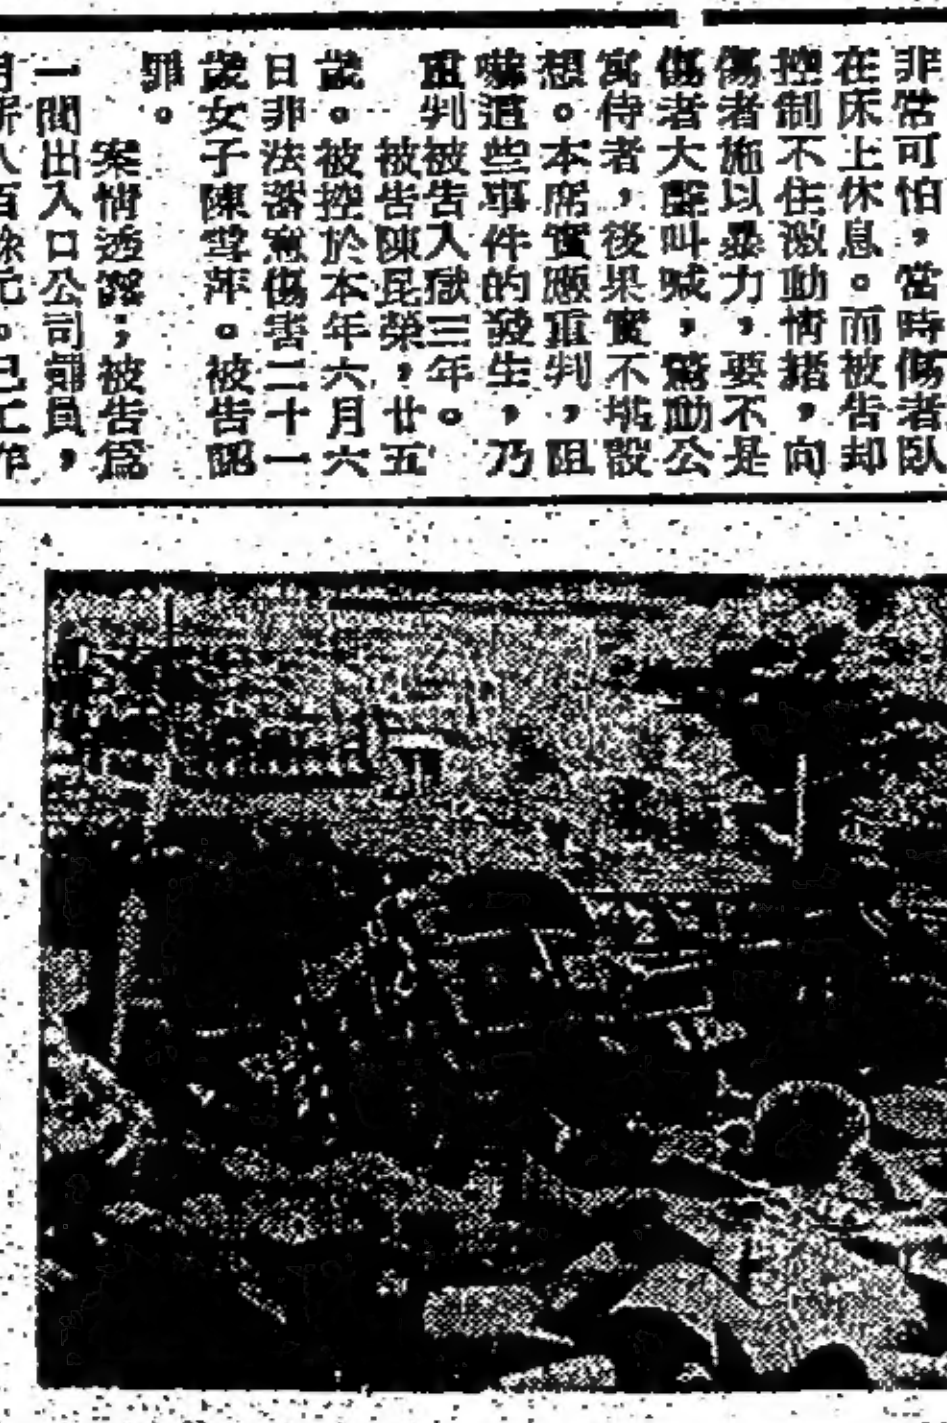 非常可怕，當時傷者臥
在床上休息。而被告却
控制不住激動情緒，向
傷者施以暴力，要不是
傷者大聲叫喊，驚動公
寓侍者，後果實不堪設
想。本席實應重判，阻
嚇這些事件的發生，乃
重判被告入獄三年。
被告陳昆榮，廿五
歲。被控於本年六月六
日非法蓄意傷害二十一
歲女子陳雪萍。被告認
罪。
案情透露；被告為
一間出入口公司僱員，
月薪八百餘元。已工作